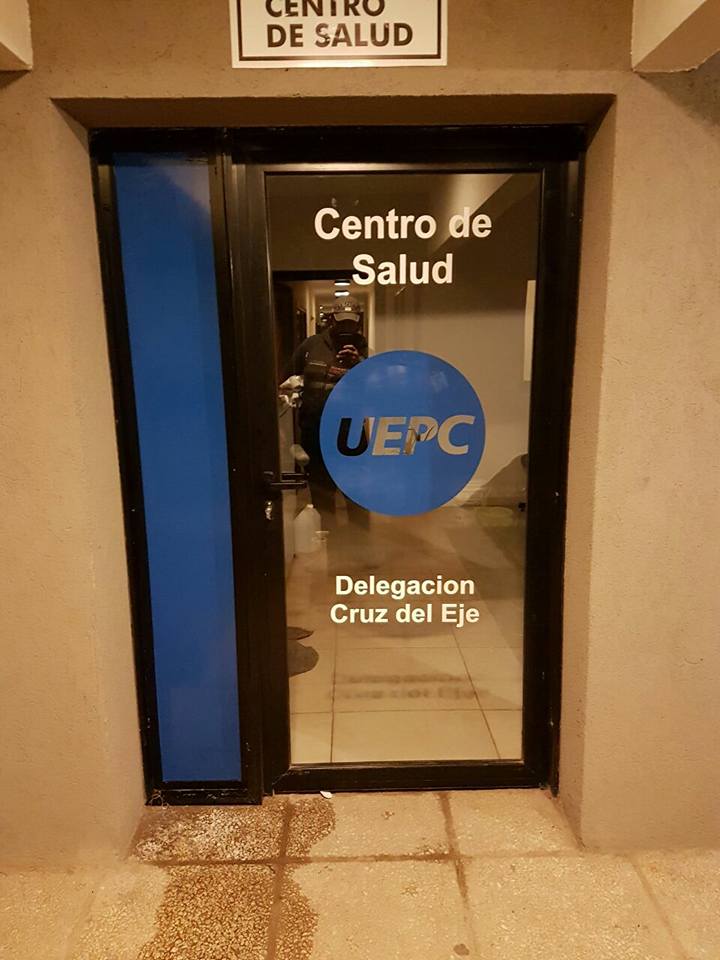 CENTRO
DE SALUD
Centro de
Salud
UEPC
Delegacion
Cruz del Eje